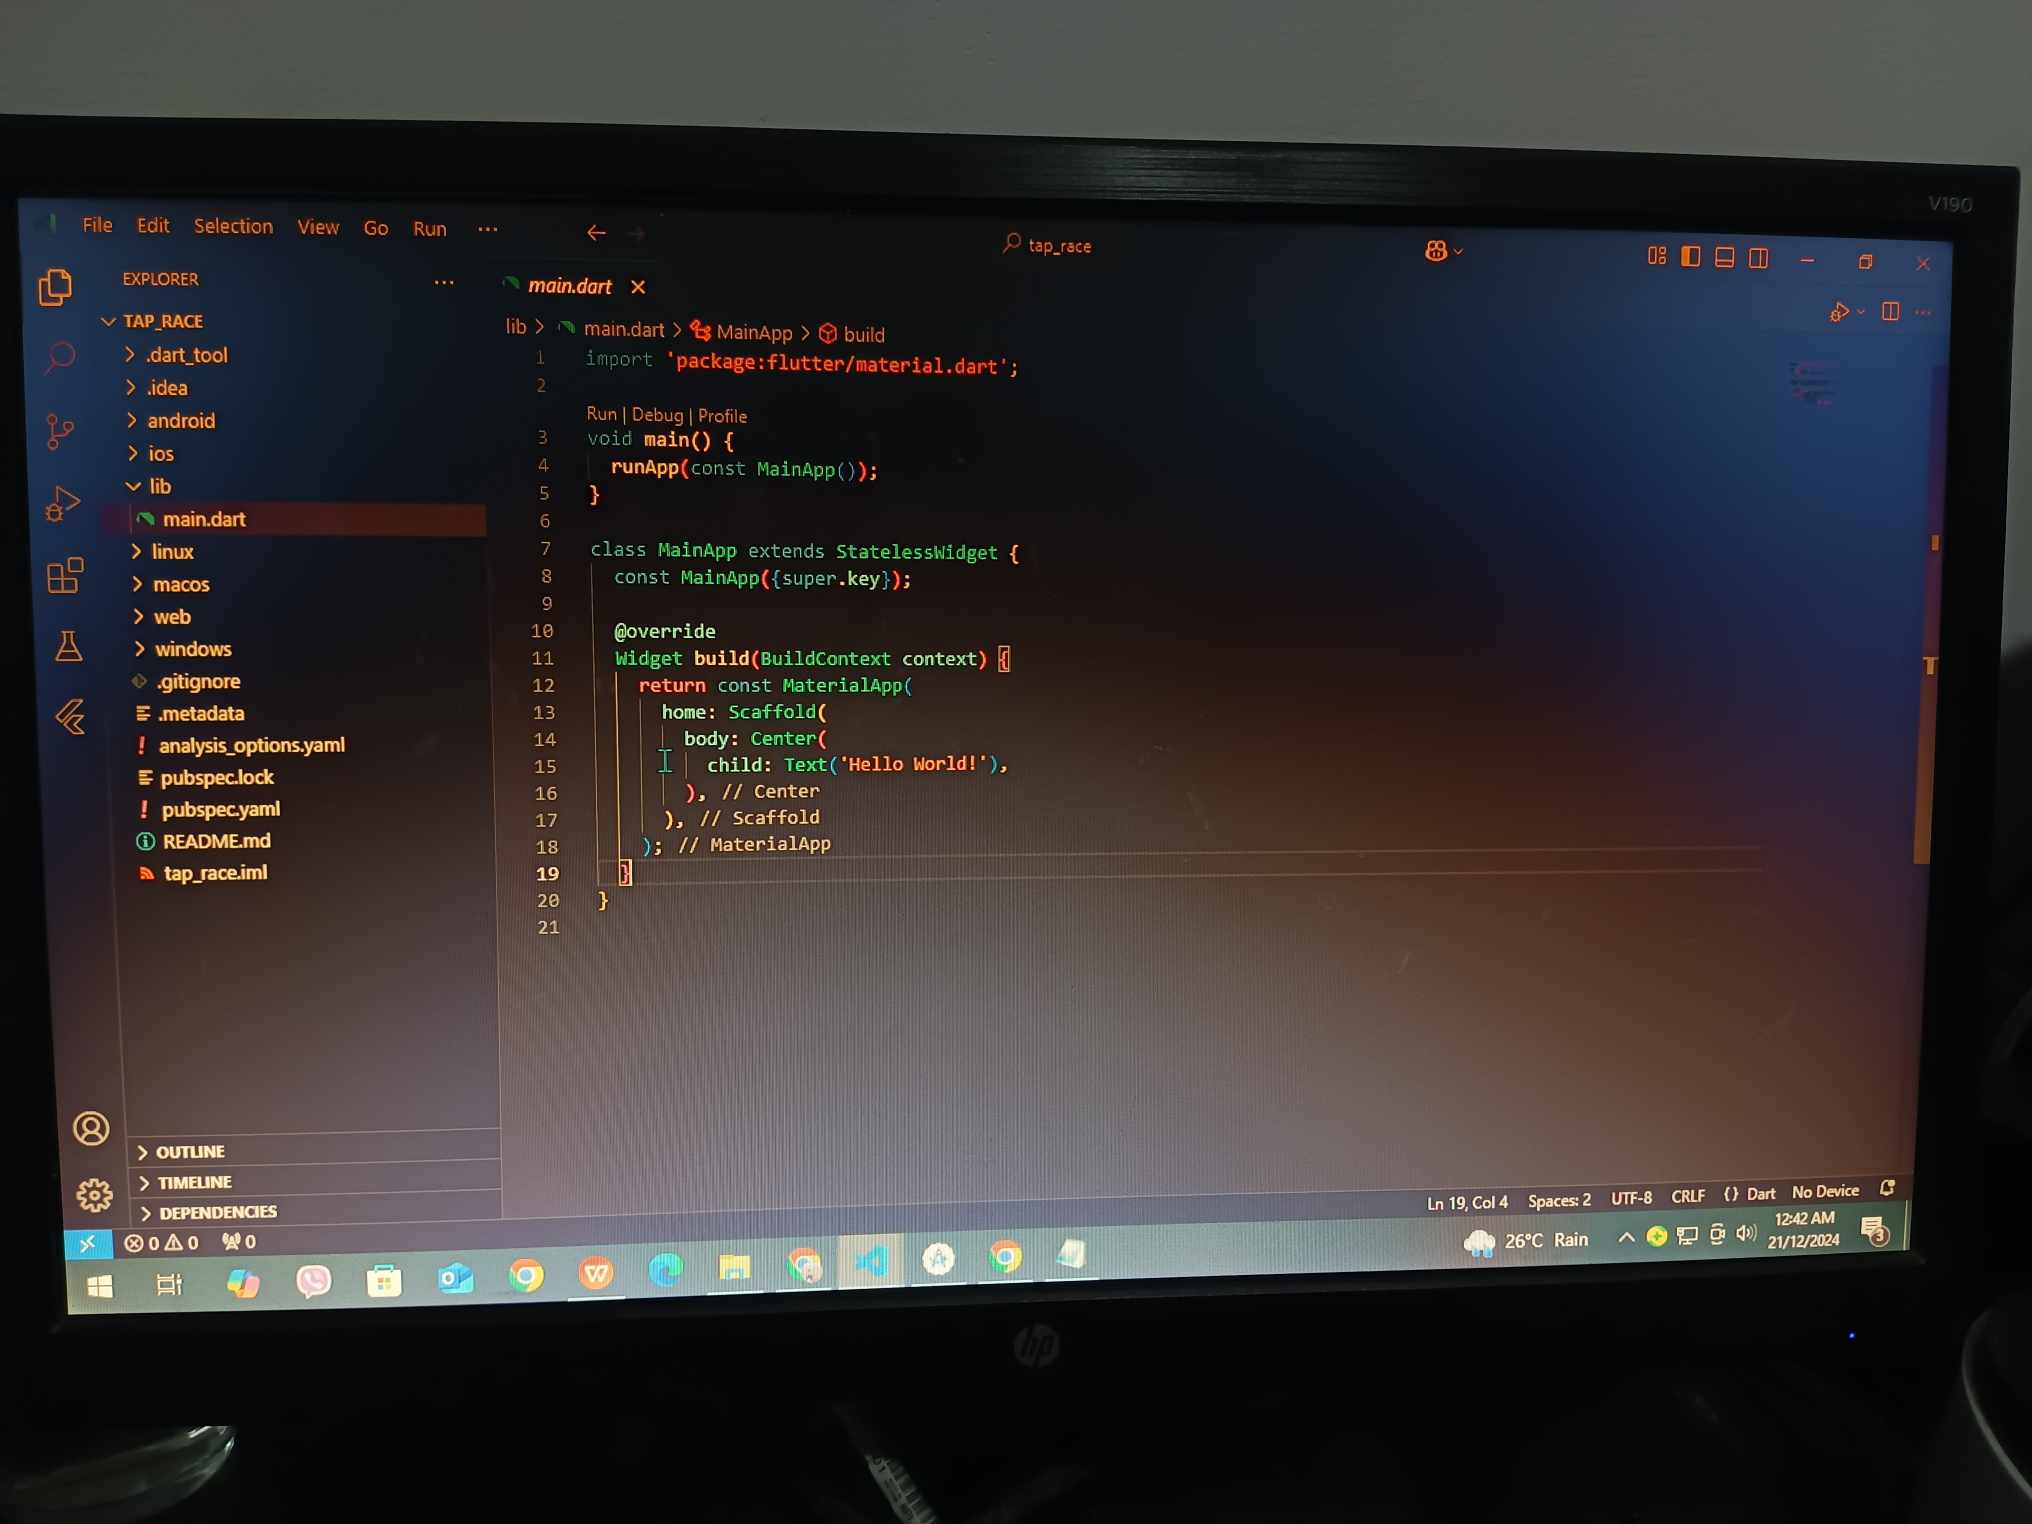 V190
File Edit Selection View Go Run ···
tap_race
EXPLORER ···
TAP_RACE
.dart_tool
.idea
android
ios
lib
main.dart
linux
macos
web
windows
.gitignore
.metadata
analysis_options.yaml
pubspec.lock
pubspec.yaml
README.md
tap_race.iml
OUTLINE
TIMELINE
DEPENDENCIES
main.dart
lib > main.dart > MainApp > build
1 import 'package:flutter/material.dart';
2
Run | Debug | Profile
3 void main() {
4 runApp(const MainApp());
5 }
6
7 class MainApp extends StatelessWidget {
8 const MainApp({super.key});
9
10 @override
11 Widget build(BuildContext context) {
12 return const MaterialApp(
13 home: Scaffold(
14 body: Center(
15 child: Text('Hello World!'),
16 ), // Center
17 ), // Scaffold
18 ); // MaterialApp
19 }
20 }
21
Ln 19, Col 4 Spaces: 2 UTF-8 CRLF {} Dart No Device
0 0 0
26°C Rain
12:42 AM
21/12/2024
3
hp